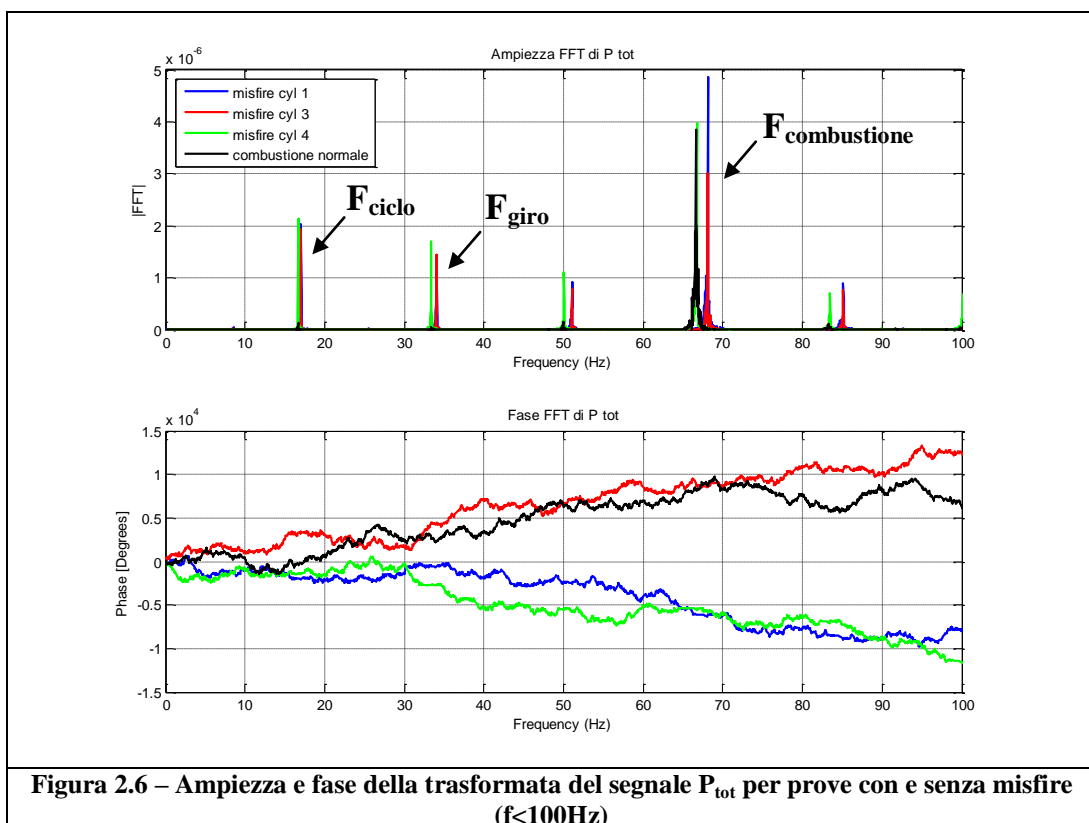 Ampiezza FFT di P tot
x 10^-6
5
4
3
2
1
0
|FFT|
misfire cyl 1
misfire cyl 3
misfire cyl 4
combustione normale
F_ciclo
F_giro
F_combustione
0 10 20 30 40 50 60 70 80 90 100
Frequency (Hz)
Fase FFT di P tot
x 10^4
1.5
1
0.5
0
-0.5
-1
-1.5
Phase [Degrees]
0 10 20 30 40 50 60 70 80 90 100
Frequency (Hz)
Figura 2.6 – Ampiezza e fase della trasformata del segnale P_tot per prove con e senza misfire
(f<100Hz)